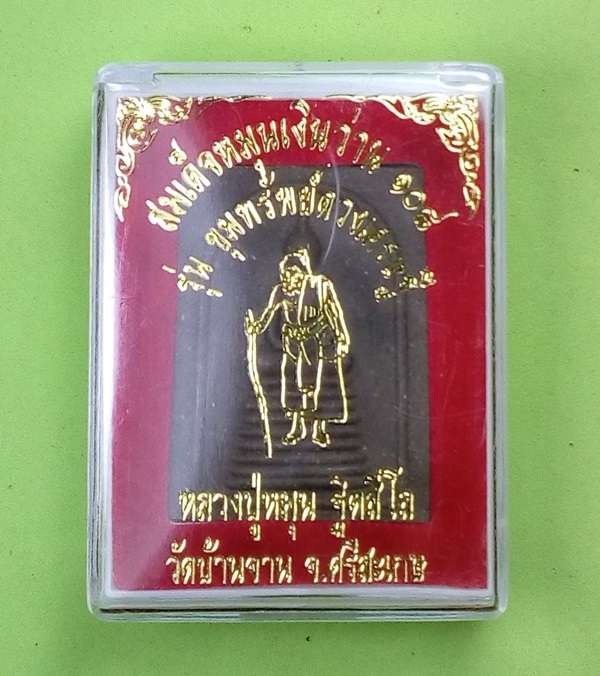 สมเด็จหมุนเงินว่าน ๑๐๘
รุ่น ขุมทรัพย์ดวงเศรษฐี
หลวงปู่หมุน ฐิตสีโล
วัดบ้านจาน จ.ศรีสะเกษ